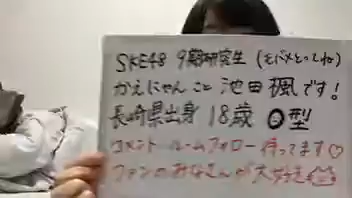 SKE48 9期研究生 (モバメとってね)
かえにゃんこと 池田楓です!
長崎県出身 18歳 O型
コメント・ルームフォロー待ってます♡
ファンのみなさんが大好き